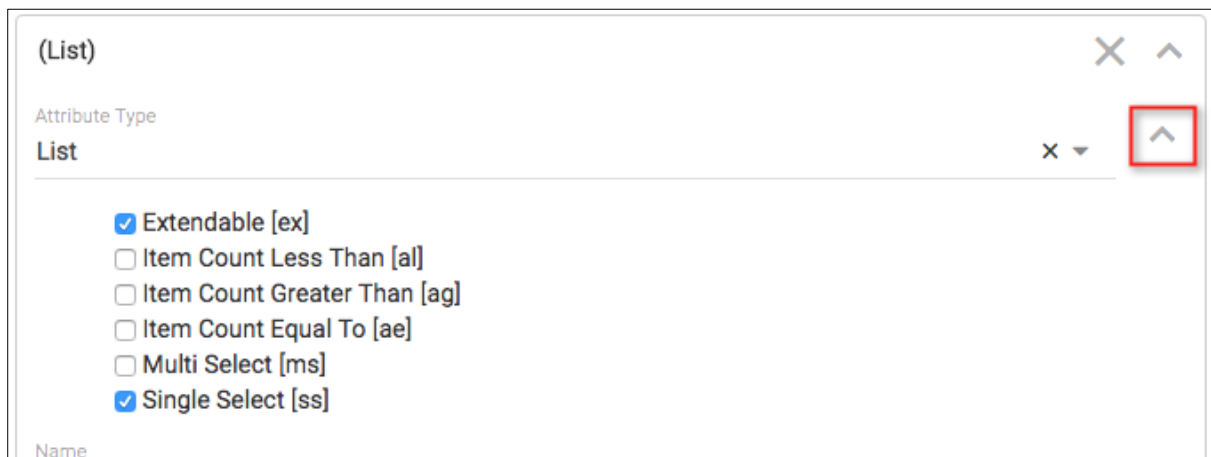 (List)
Attribute Type
List
Extendable [ex]
Item Count Less Than [al]
Item Count Greater Than [ag]
Item Count Equal To [ae]
Multi Select [ms]
Single Select [ss]
Name